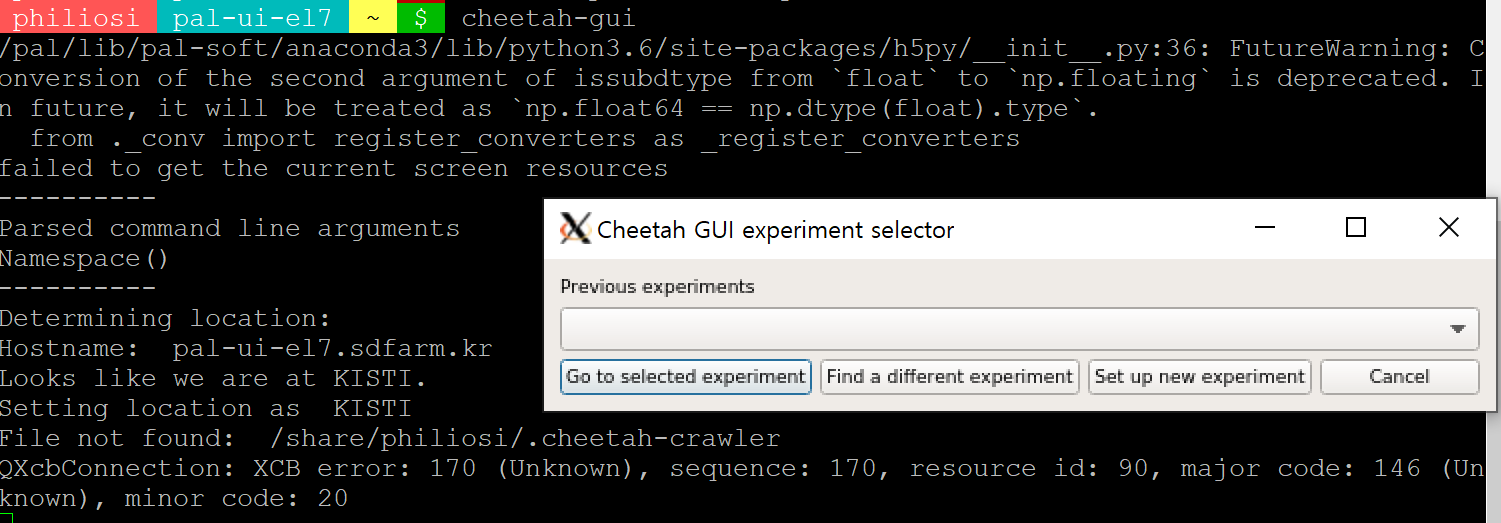 philiosi pal-ui-el7 ~ $ cheetah-gui
/pal/lib/pal-soft/anaconda3/lib/python3.6/site-packages/h5py/__init__.py:36: FutureWarning: C
onversion of the second argument of issubdtype from `float` to `np.floating` is deprecated. I
n future, it will be treated as `np.float64 == np.dtype(float).type`.
  from ._conv import register_converters as _register_converters
failed to get the current screen resources
----------
Parsed command line arguments
Namespace()
----------
Determining location:
Hostname:  pal-ui-el7.sdfarm.kr
Looks like we are at KISTI.
Setting location as  KISTI
File not found:  /share/philiosi/.cheetah-crawler
QXcbConnection: XCB error: 170 (Unknown), sequence: 170, resource id: 90, major code: 146 (Un
known), minor code: 20
Cheetah GUI experiment selector
Previous experiments
Go to selected experiment Find a different experiment Set up new experiment Cancel